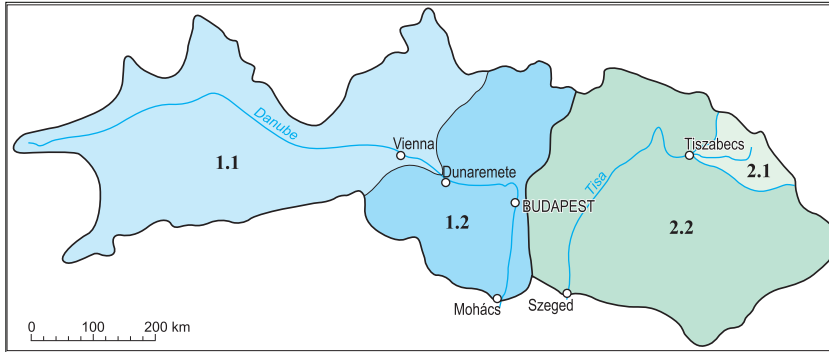 Danube
Vienna
Tiszabecs
1.1
Dunaremete
2.1
Tisa
BUDAPEST
1.2
2.2
Mohács
Szeged
0 100 200 km